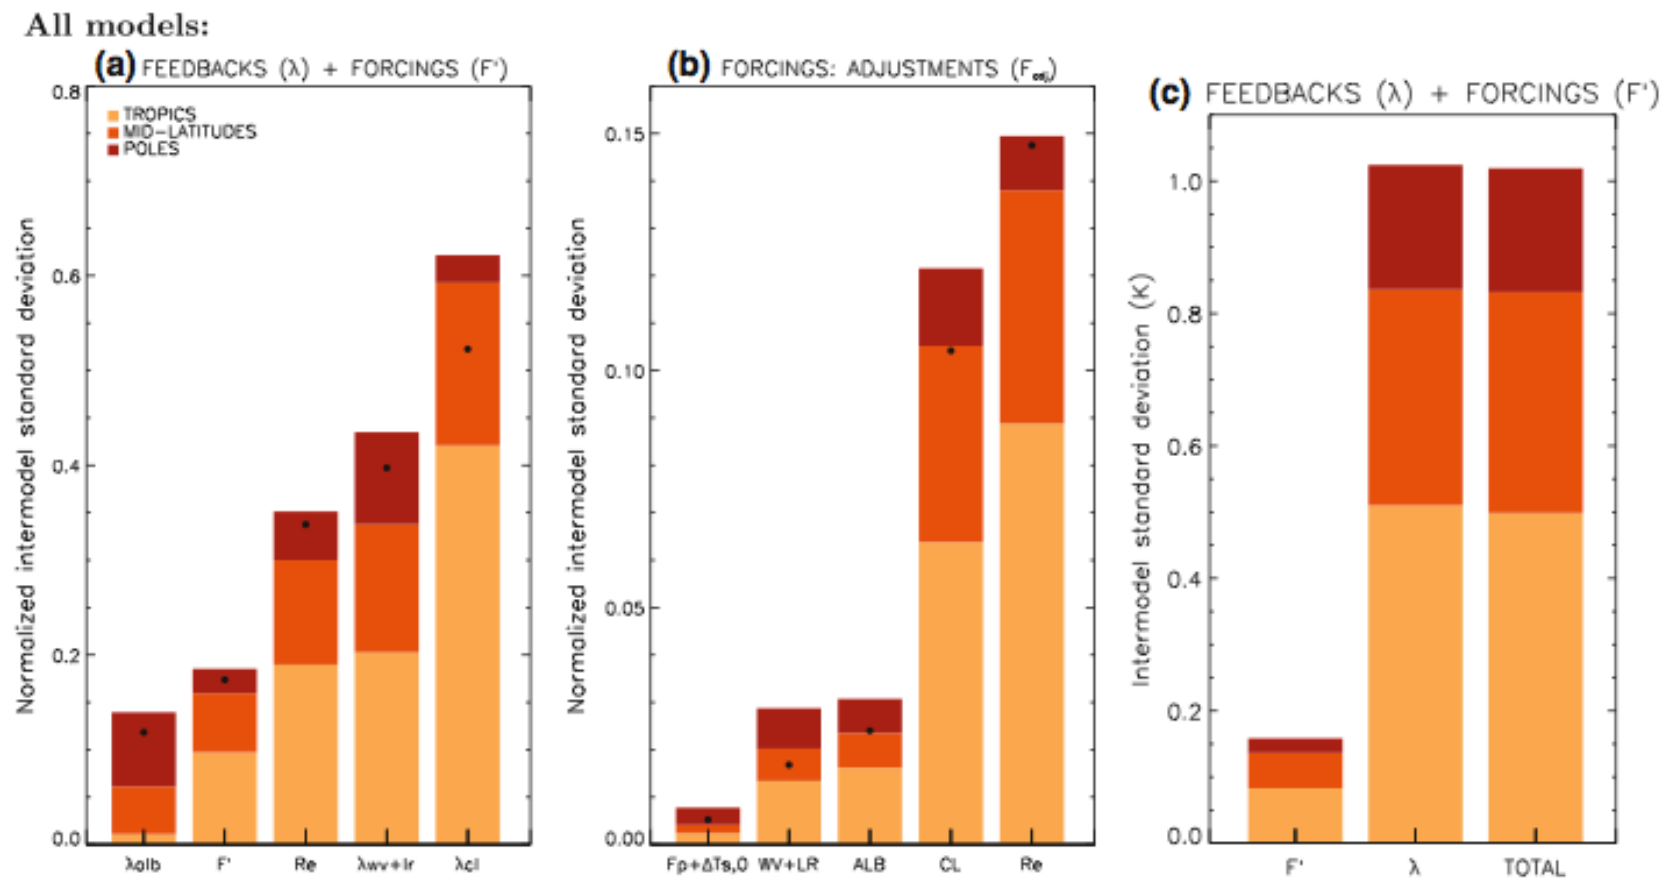 All models:
(a) FEEDBACKS (λ) + FORCINGS (F')
TROPICS
MID-LATITUDES
POLES
Normalized intermodel standard deviation
0.8
0.6
0.4
0.2
0.0
λalb F' Re λwv+lr λcl
(b) FORCINGS: ADJUSTMENTS (Fadj)
Normalized intermodel standard deviation
0.15
0.10
0.05
0.00
Fp+ΔTs,0 WV+LR ALB CL Re
(c) FEEDBACKS (λ) + FORCINGS (F')
Intermodel standard deviation (K)
1.0
0.8
0.6
0.4
0.2
0.0
F' λ TOTAL